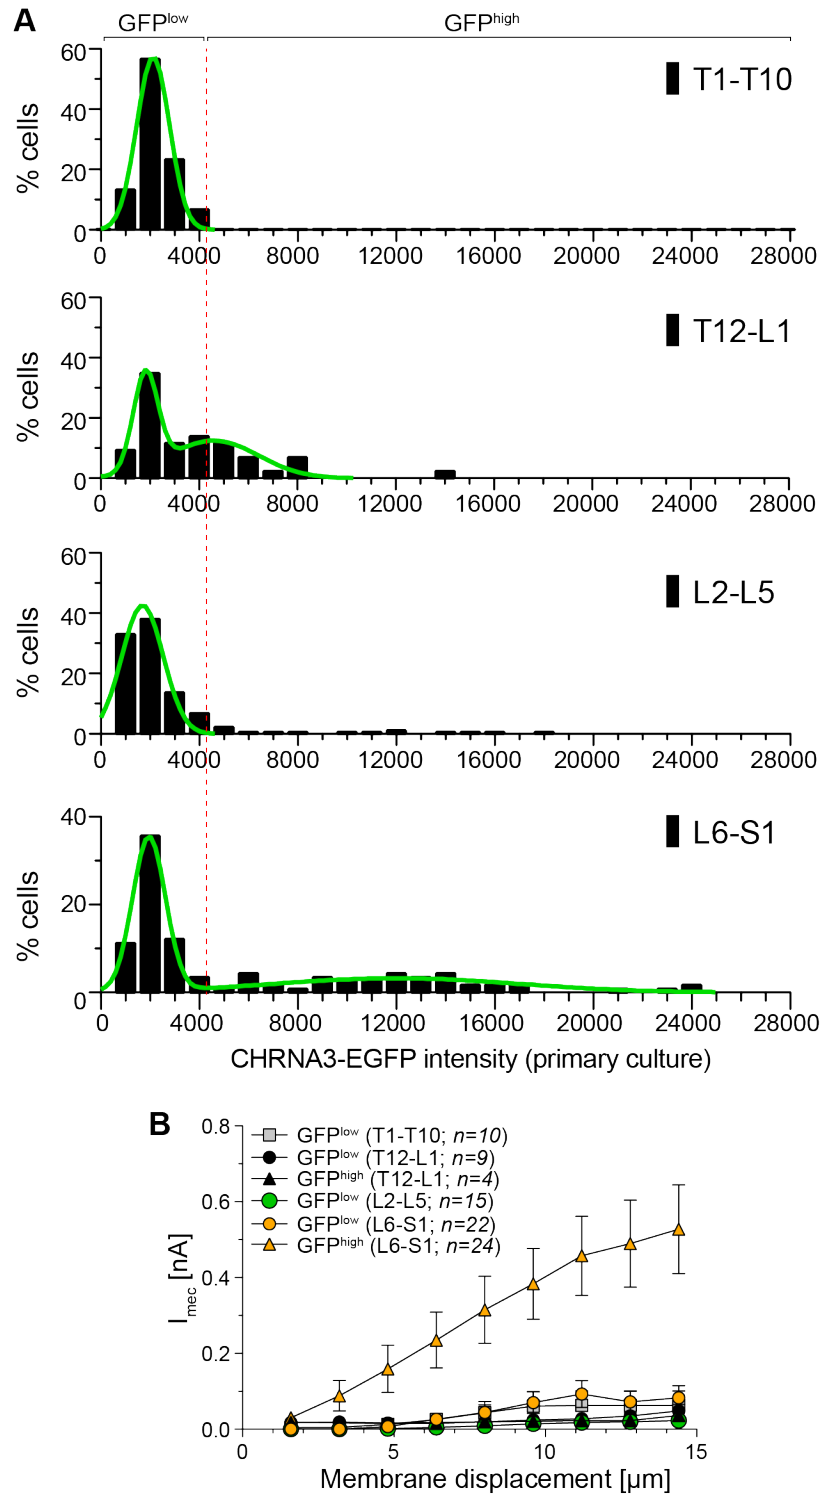 A
GFPlow GFPhigh
60
40
20
0
% cells
T1-T10
0 4000 8000 12000 16000 20000 24000 28000
60
40
20
0
% cells
T12-L1
0 4000 8000 12000 16000 20000 24000 28000
60
40
20
0
% cells
L2-L5
0 4000 8000 12000 16000 20000 24000 28000
40
20
0
% cells
L6-S1
0 4000 8000 12000 16000 20000 24000 28000
CHRNA3-EGFP intensity (primary culture)
B
0.8
0.6
0.4
0.2
0.0
Imec [nA]
GFPlow (T1-T10; n=10)
GFPlow (T12-L1; n=9)
GFPhigh (T12-L1; n=4)
GFPlow (L2-L5; n=15)
GFPlow (L6-S1; n=22)
GFPhigh (L6-S1; n=24)
0 5 10 15
Membrane displacement [µm]